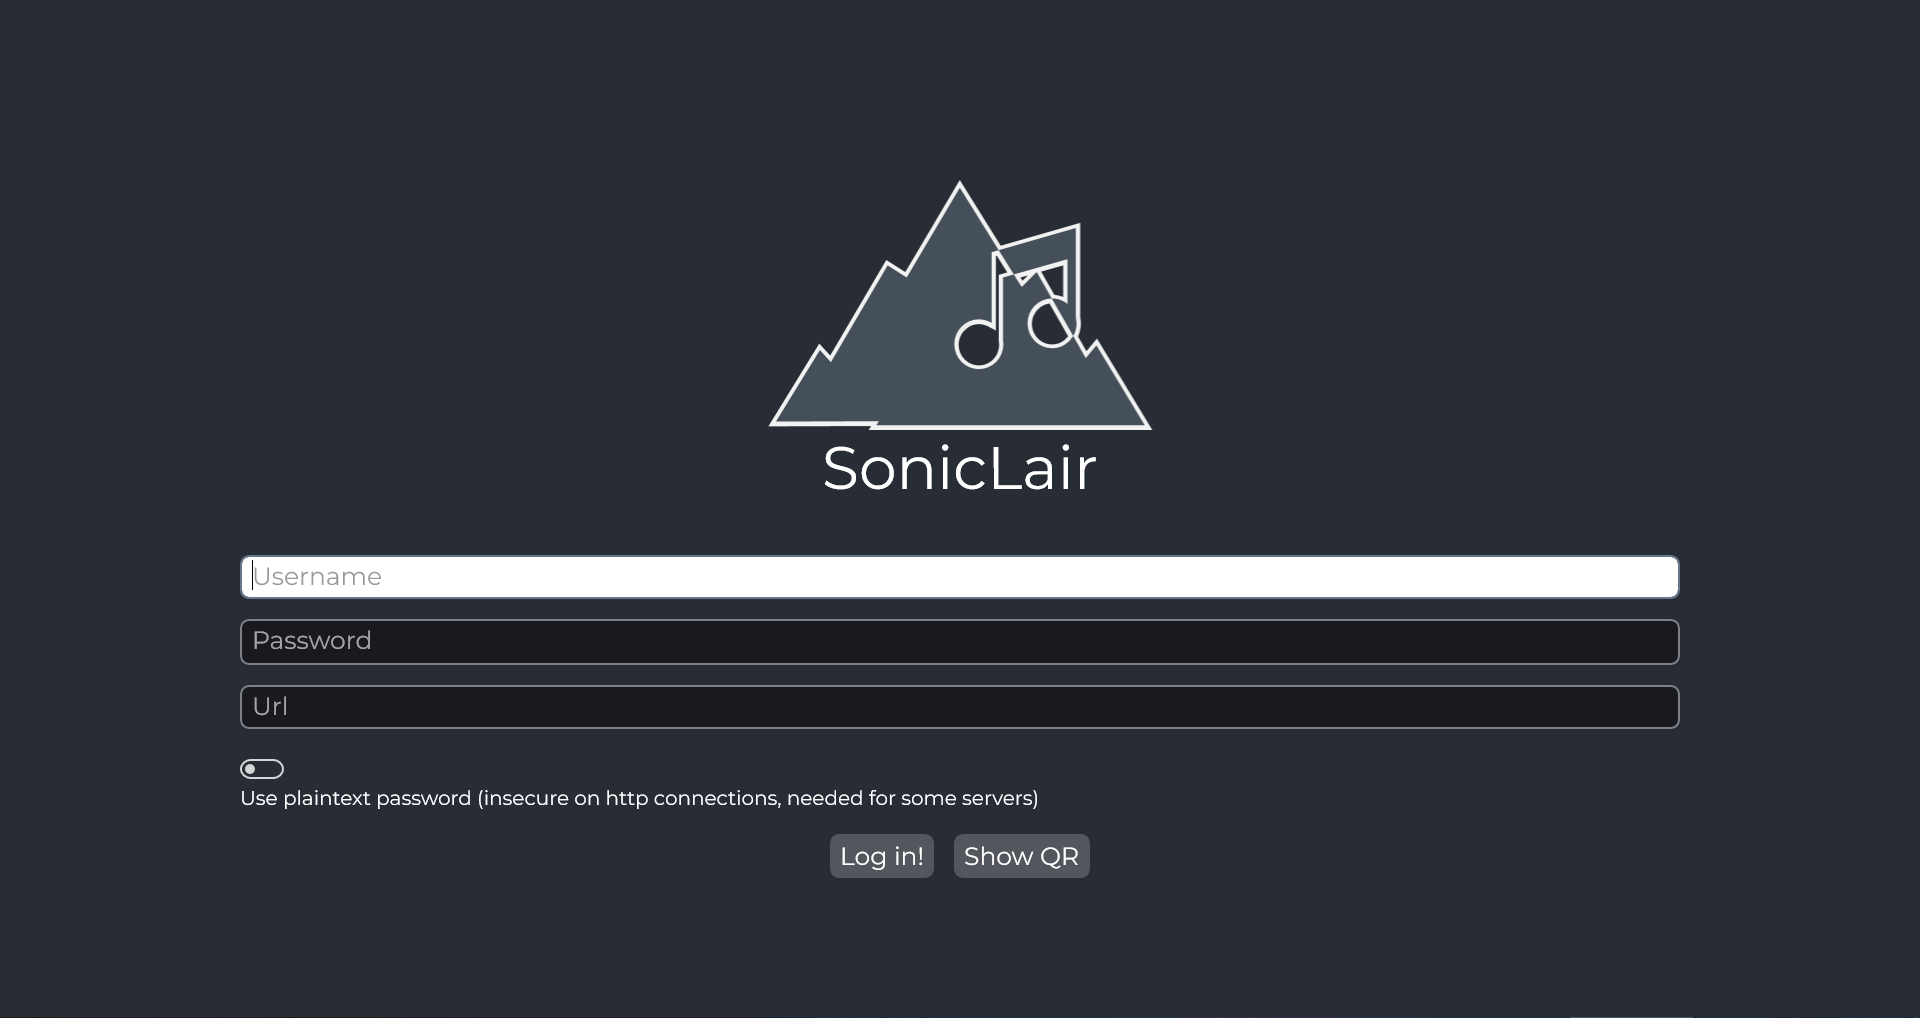 SonicLair
Username
Password
Url
Use plaintext password (insecure on http connections, needed for some servers)
Log in! Show QR